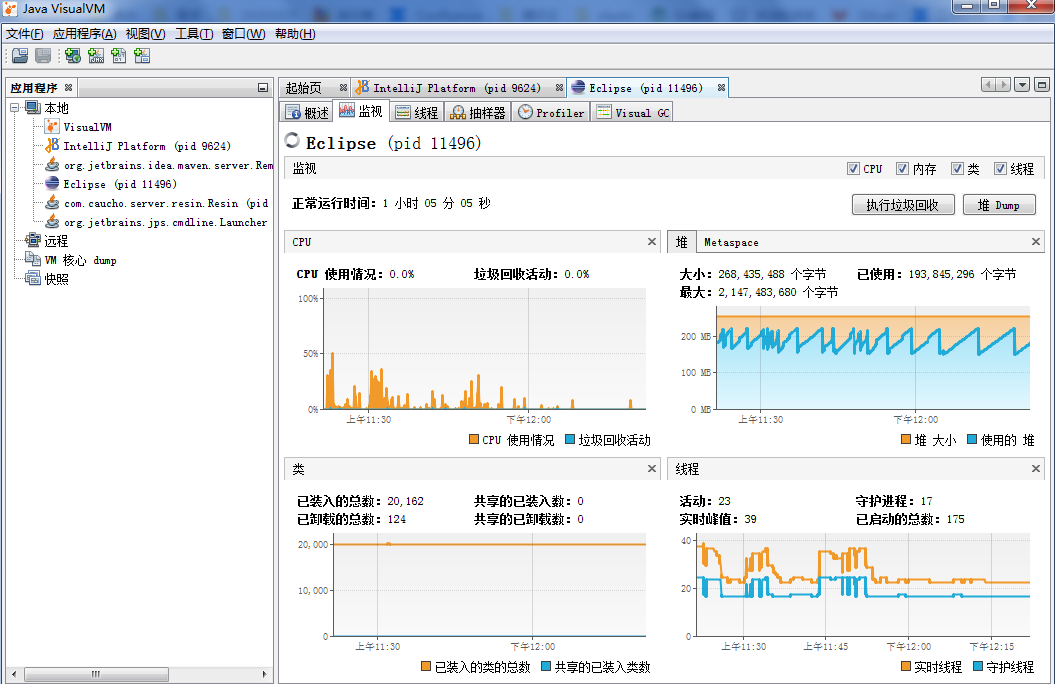 Java VisualVM
文件(F) 应用程序(A) 视图(V) 工具(T) 窗口(W) 帮助(H)
应用程序
本地
VisualVM
IntelliJ Platform (pid 9624)
org.jetbrains.idea.maven.server.Rem
Eclipse (pid 11496)
com.caucho.server.resin.Resin (pid
org.jetbrains.jps.cmdline.Launcher
远程
VM 核心 dump
快照
起始页 IntelliJ Platform (pid 9624) Eclipse (pid 11496)
概述 监视 线程 抽样器 Profiler Visual GC
Eclipse (pid 11496)
监视 CPU 内存 类 线程
正常运行时间: 1 小时 05 分 05 秒 执行垃圾回收 堆 Dump
CPU
CPU 使用情况: 0.0% 垃圾回收活动: 0.0%
100%
50%
0%
上午11:30 下午12:00
CPU 使用情况 垃圾回收活动
堆 Metaspace
大小: 268,435,488 个字节 已使用: 193,845,296 个字节
最大: 2,147,483,680 个字节
200 MB
100 MB
0 MB
上午11:30 下午12:00
堆 大小 使用的 堆
类
已装入的总数: 20,162 共享的已装入数: 0
已卸载的总数: 124 共享的已卸载数: 0
20,000
10,000
0
上午11:30 下午12:00
已装入的类的总数 共享的已装入类数
线程
活动: 23 守护进程: 17
实时峰值: 39 已启动的总数: 175
40
20
0
上午11:30 上午11:45 下午12:00 下午12:15
实时线程 守护线程